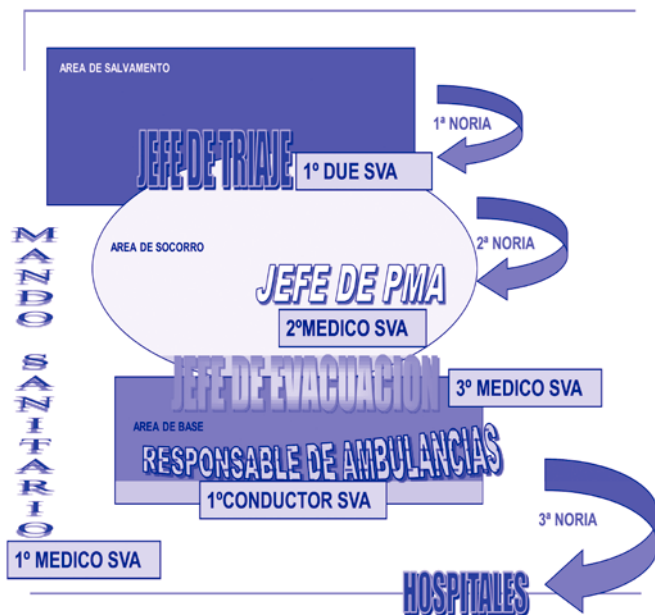 AREA DE SALVAMENTO
1ª NORIA
JEFE DE TRIAJE
1º DUE SVA
AREA DE SOCORRO
2ª NORIA
JEFE DE PMA
2ºMEDICO SVA
JEFE DE EVACUACION
3º MEDICO SVA
AREA DE BASE
RESPONSABLE DE AMBULANCIAS
1ºCONDUCTOR SVA
MANDO SANITARIO
1º MEDICO SVA
3ª NORIA
HOSPITALES